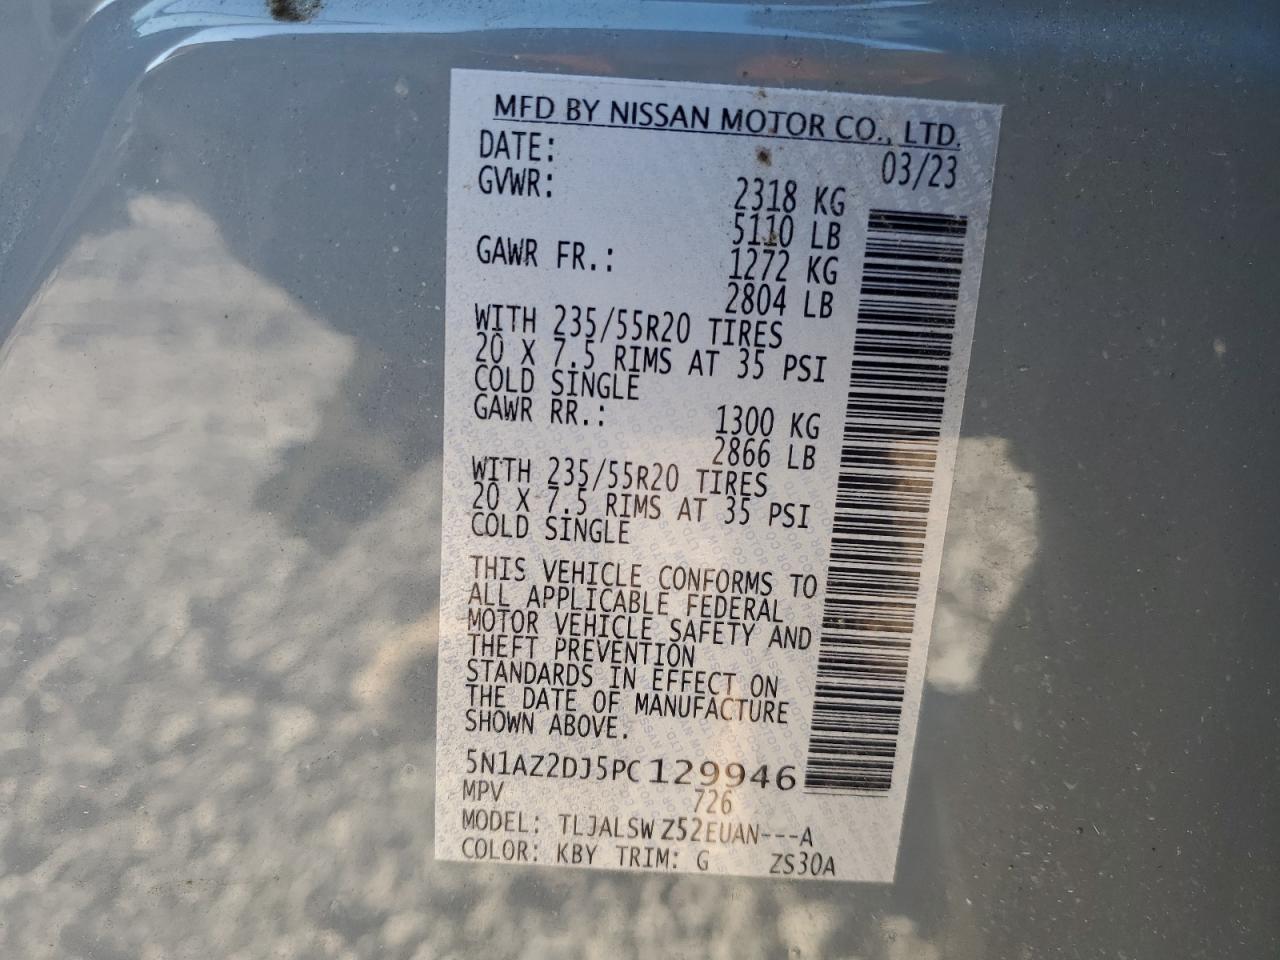 MFD BY NISSAN MOTOR CO., LTD.
DATE: 03/23
GVWR: 2318 KG
5110 LB
GAWR FR.: 1272 KG
2804 LB
WITH 235/55R20 TIRES
20 X 7.5 RIMS AT 35 PSI
COLD SINGLE
GAWR RR.: 1300 KG
2866 LB
WITH 235/55R20 TIRES
20 X 7.5 RIMS AT 35 PSI
COLD SINGLE
THIS VEHICLE CONFORMS TO
ALL APPLICABLE FEDERAL
MOTOR VEHICLE SAFETY AND
THEFT PREVENTION
STANDARDS IN EFFECT ON
THE DATE OF MANUFACTURE
SHOWN ABOVE.
5N1AZ2DJ5PC129946
MPV 726
MODEL: TLJALSW Z52EUAN---A
COLOR: KBY TRIM: G ZS30A